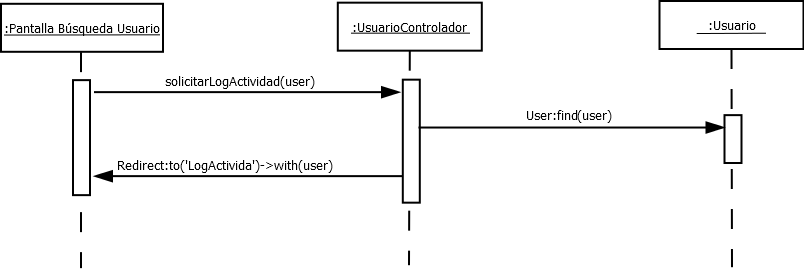 :Pantalla Búsqueda Usuario
:UsuarioControlador
:Usuario
solicitarLogActividad(user)
User:find(user)
Redirect:to('LogActivida')->with(user)